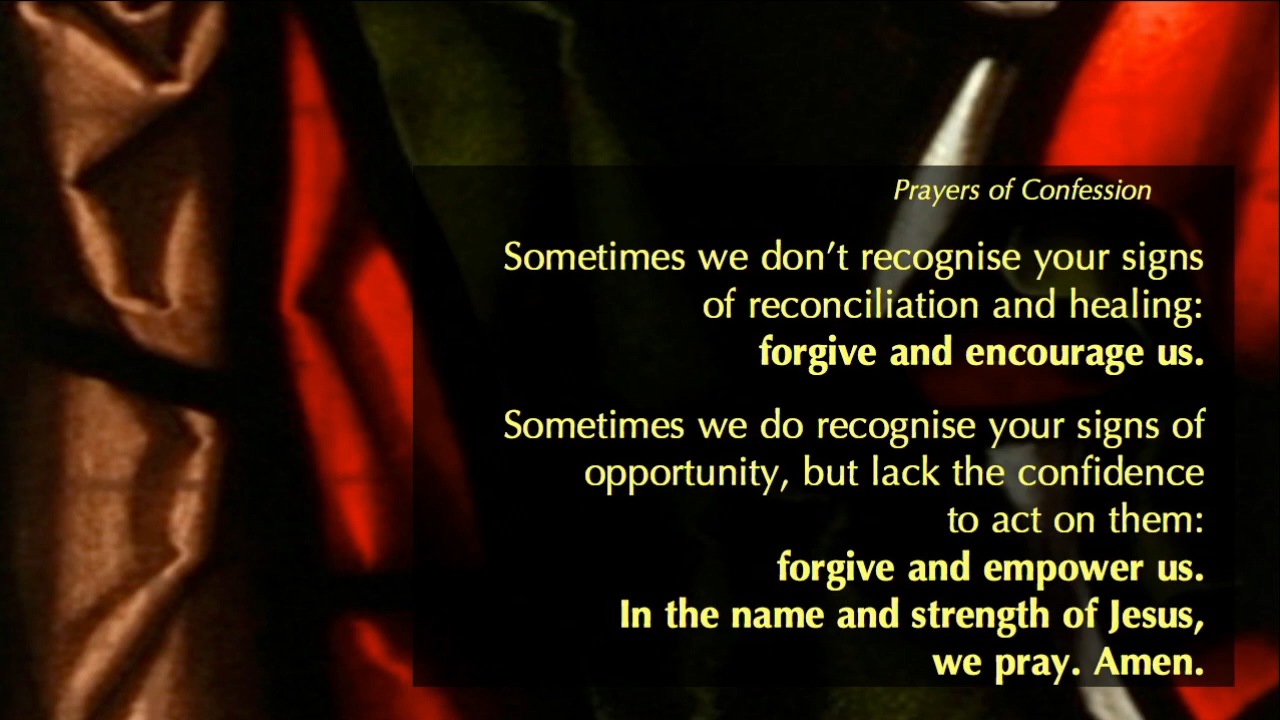 Prayers of Confession
Sometimes we don’t recognise your signs
of reconciliation and healing:
forgive and encourage us.
Sometimes we do recognise your signs of
opportunity, but lack the confidence
to act on them:
forgive and empower us.
In the name and strength of Jesus,
we pray. Amen.